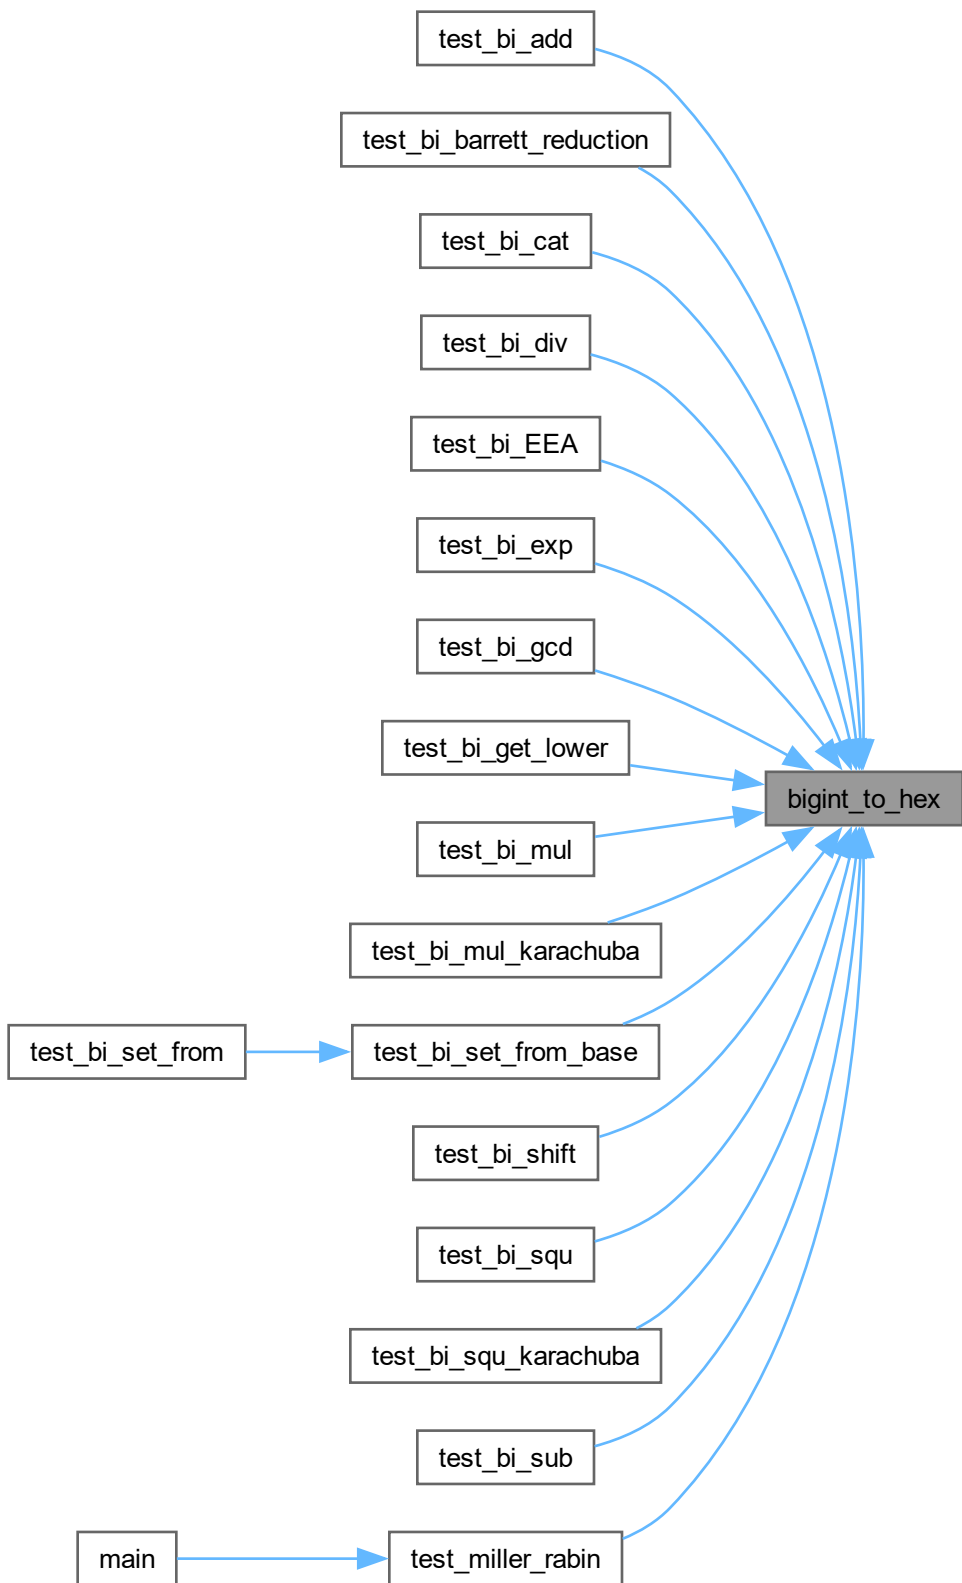 test_bi_add
test_bi_barrett_reduction
test_bi_cat
test_bi_div
test_bi_EEA
test_bi_exp
test_bi_gcd
test_bi_get_lower
bigint_to_hex
test_bi_mul
test_bi_mul_karachuba
test_bi_set_from
test_bi_set_from_base
test_bi_shift
test_bi_squ
test_bi_squ_karachuba
test_bi_sub
main
test_miller_rabin